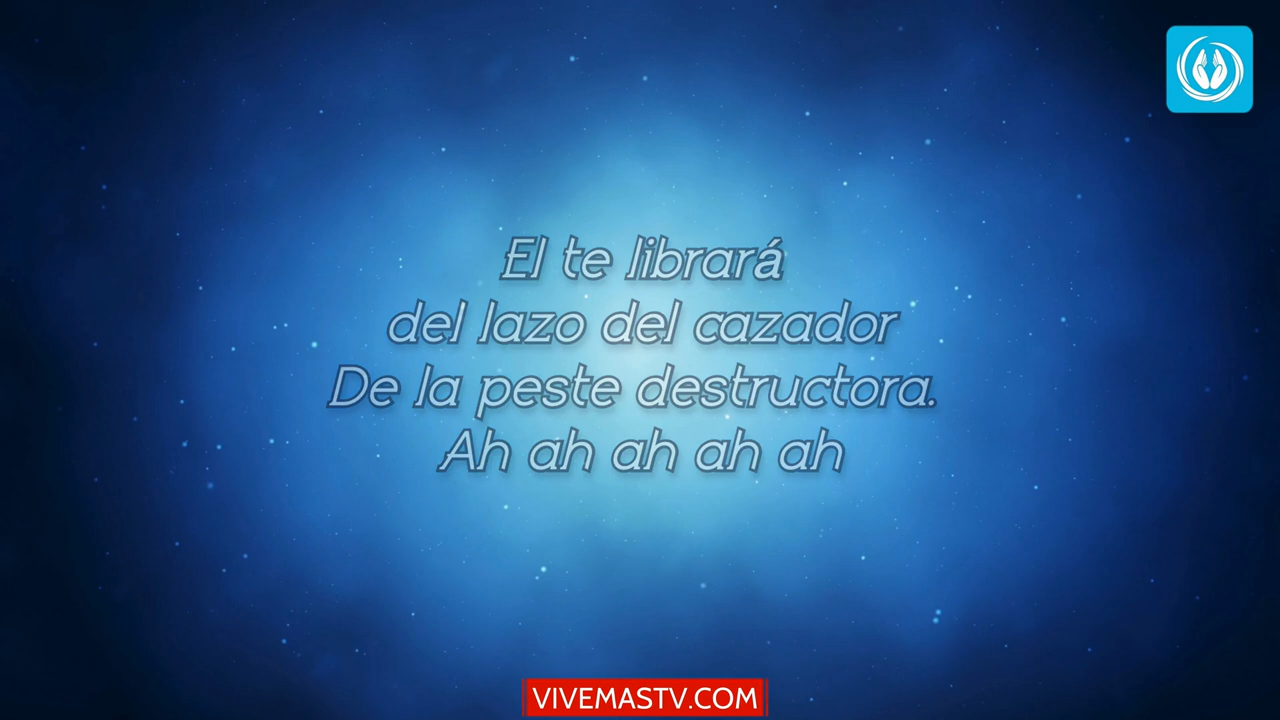 El te librará
del lazo del cazador
De la peste destructora.
Ah ah ah ah ah
VIVEMASTV.COM